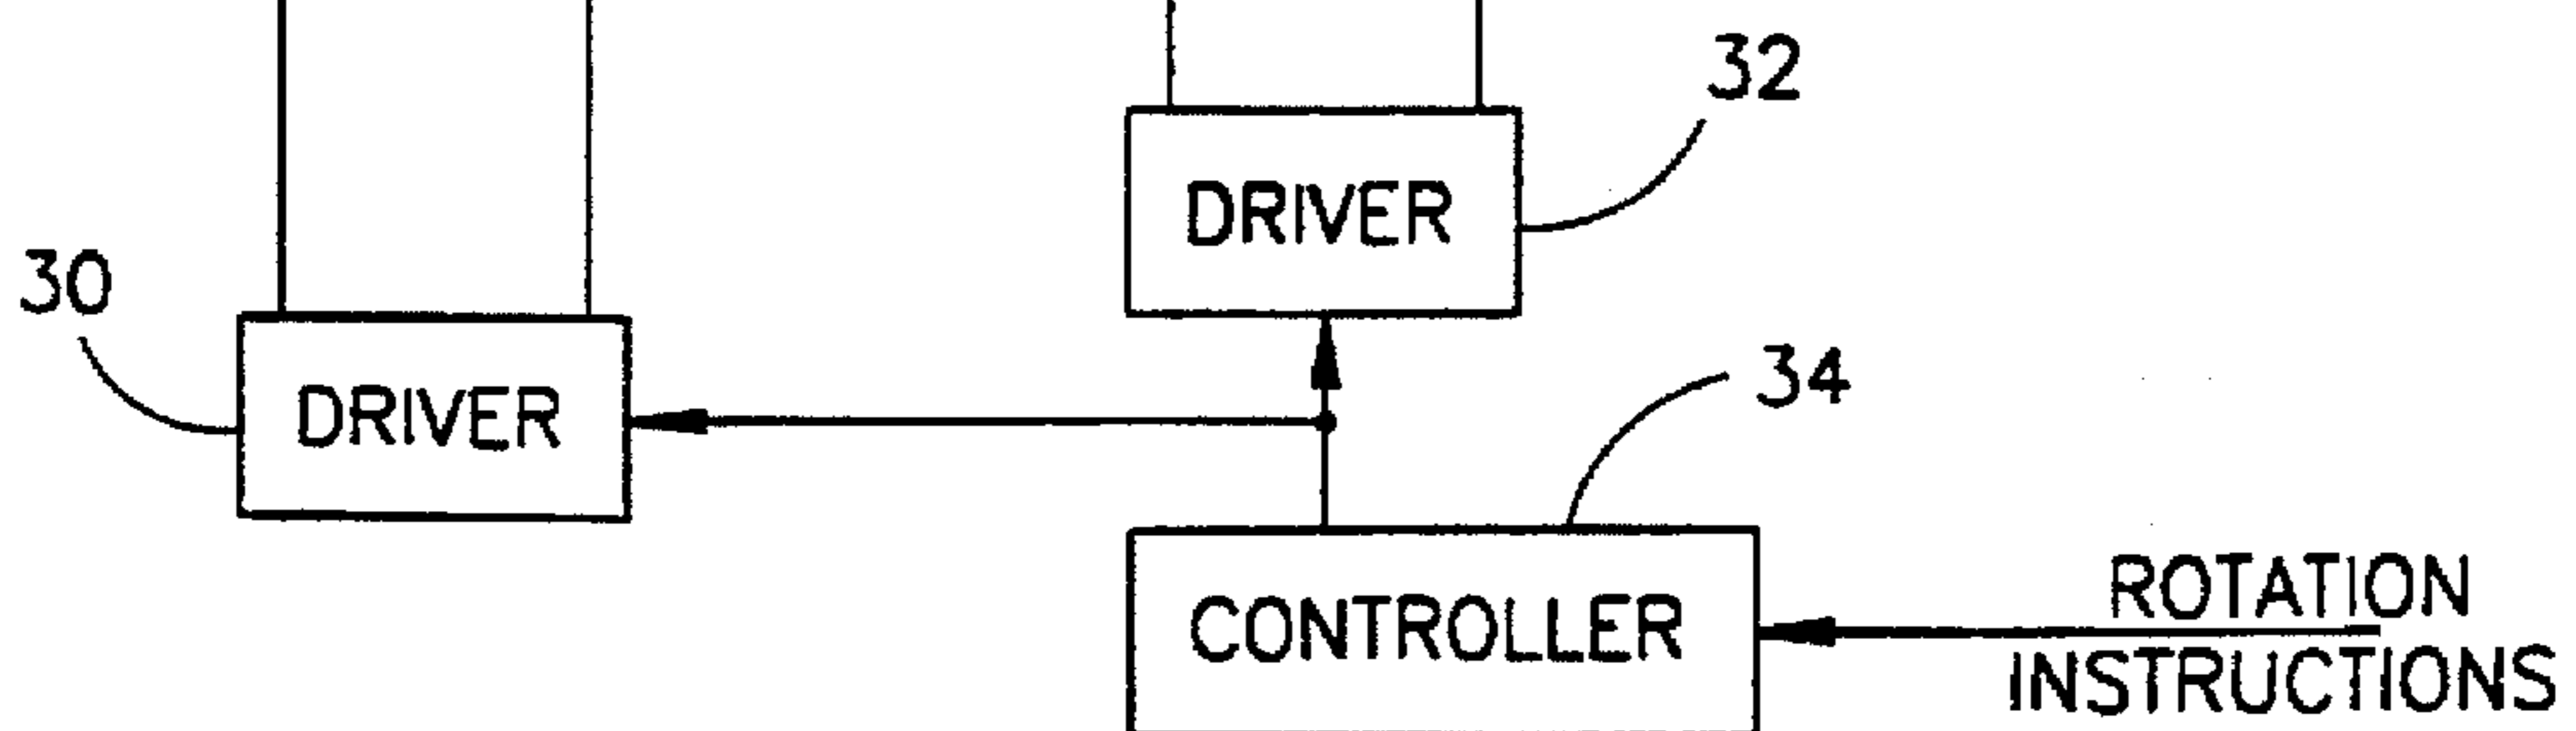 32
DRIVER
30
DRIVER
34
CONTROLLER
ROTATION
INSTRUCTIONS